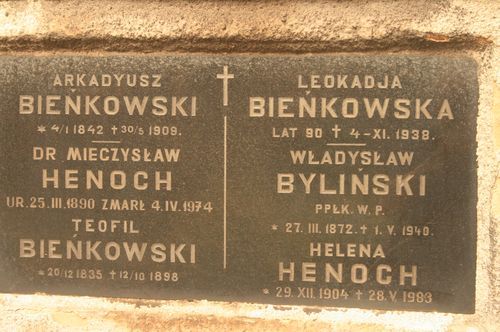 ARKADYUSZ
BIEŃKOWSKI
* 4/1 1842 + 30/5 1909.
DR MIECZYSŁAW
HENOCH
UR. 25.III.1890 ZMARŁ 4.IV.1974
TEOFIL
BIEŃKOWSKI
* 20/12 1835 + 12/10 1898
LEOKADJA
BIEŃKOWSKA
LAT 90 + 4-XI.1938.
WŁADYSŁAW
BYLIŃSKI
PPŁK. W.P.
* 27.III.1872. + 1.V.1940.
HELENA
HENOCH
* 29.XII.1904 + 28.V.1983